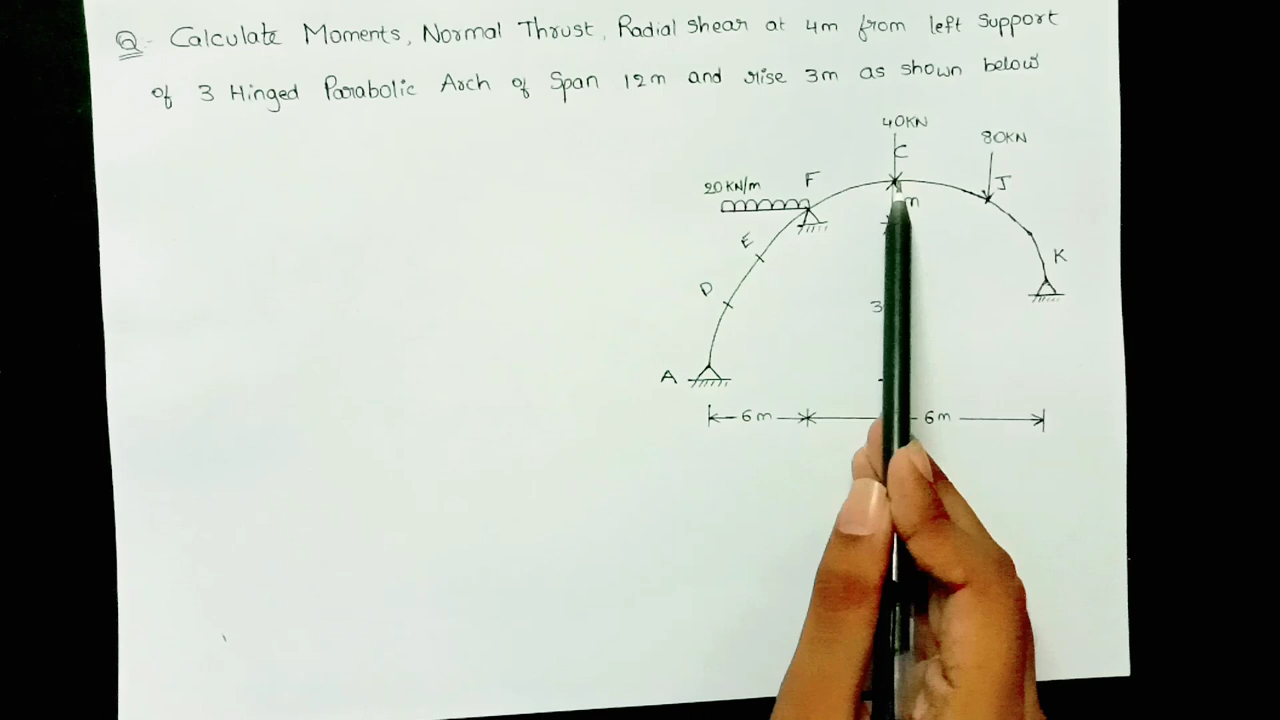 Q- Calculate Moments, Normal Thrust, Radial shear at 4m from left support
of 3 Hinged Parabolic Arch of Span 12m and rise 3m as shown below
40KN
80KN
C
20KN/m
F
J
m
E
K
D
3
A
6m
6m